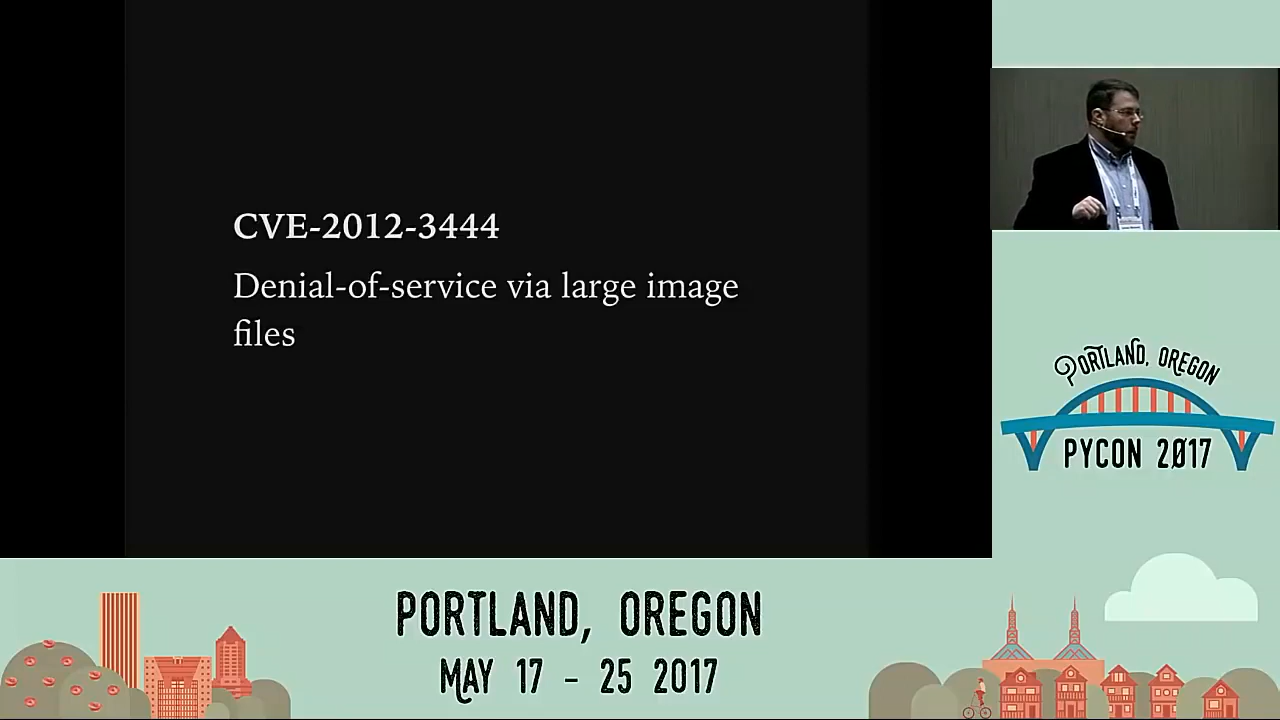 CVE-2012-3444
Denial-of-service via large image
files
PORTLAND, OREGON
PYCON 2017
PORTLAND, OREGON
MAY 17 - 25 2017